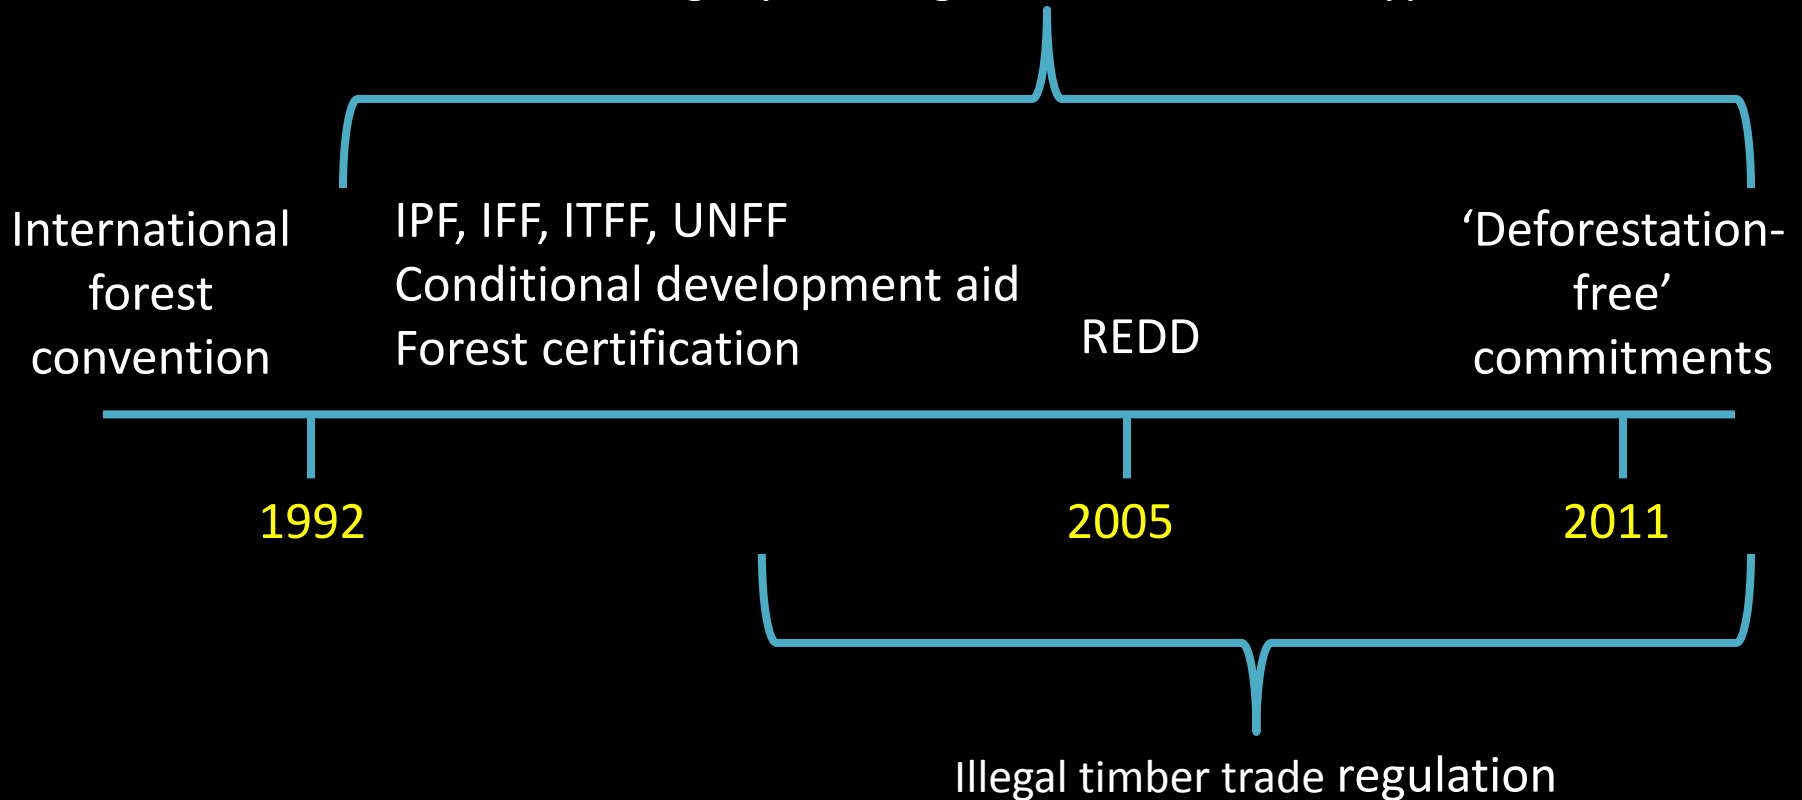 International
forest
convention
IPF, IFF, ITFF, UNFF
Conditional development aid
Forest certification
REDD
‘Deforestation-
free’
commitments
1992
2005
2011
Illegal timber trade regulation